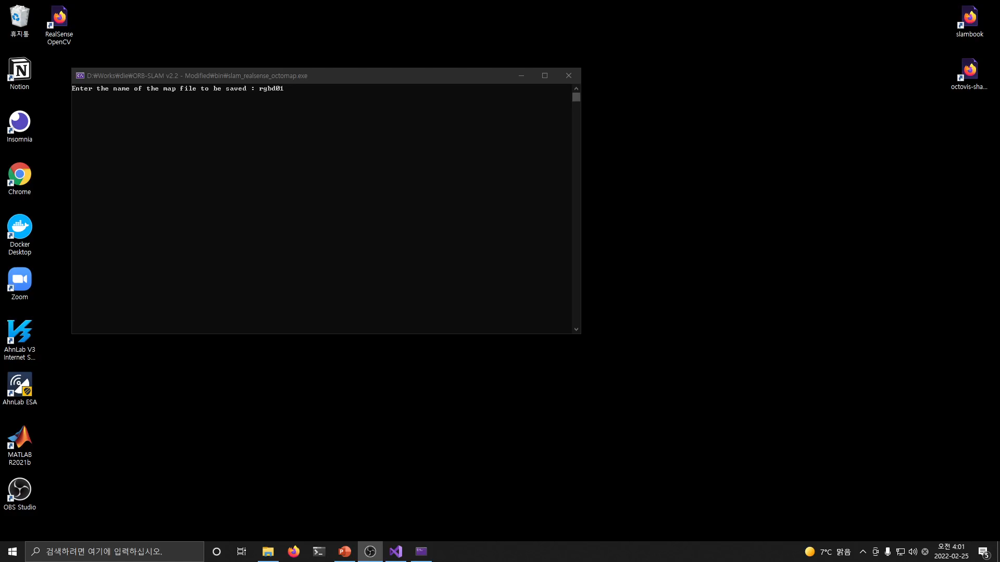 휴지통
RealSense
OpenCV
slambook
Notion
octovis-sha...
D:₩Works₩die₩ORB-SLAM v2.2 - Modified₩bin₩slam_realsense_octomap.exe
Enter the name of the map file to be saved : rgbd01
Insomnia
Chrome
Docker
Desktop
Zoom
AhnLab V3
Internet S...
AhnLab ESA
MATLAB
R2021b
OBS Studio
검색하려면 여기에 입력하십시오.
7°C 맑음
오전 4:01
2022-02-25
5